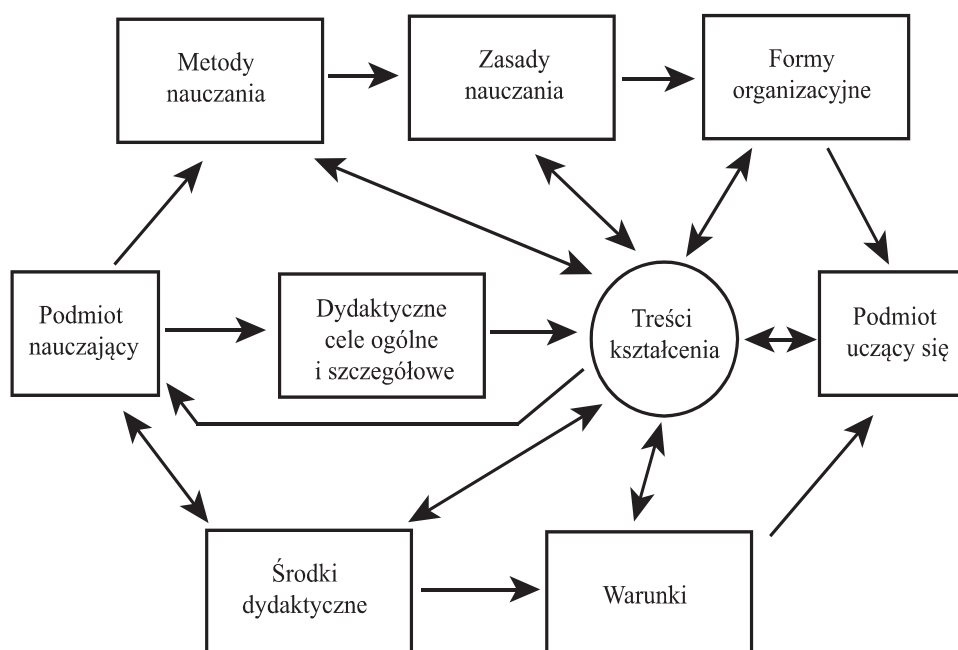 Metody
nauczania
Zasady
nauczania
Formy
organizacyjne
Podmiot
nauczający
Dydaktyczne
cele ogólne
i szczegółowe
Treści
kształcenia
Podmiot
uczący się
Środki
dydaktyczne
Warunki